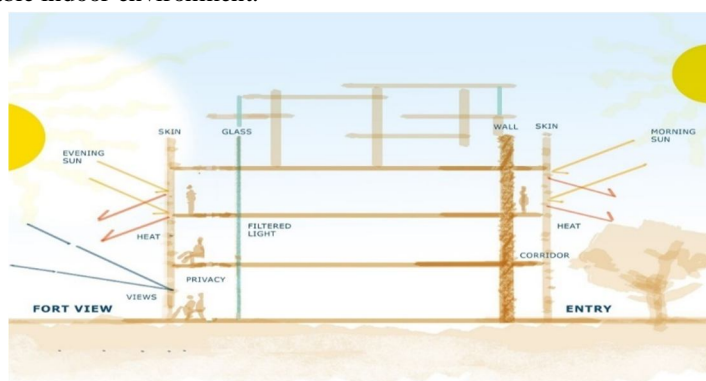 SKIN
GLASS
WALL
SKIN
EVENING
SUN
MORNING
SUN
HEAT
FILTERED
LIGHT
HEAT
CORRIDOR
PRIVACY
VIEWS
FORT VIEW
ENTRY